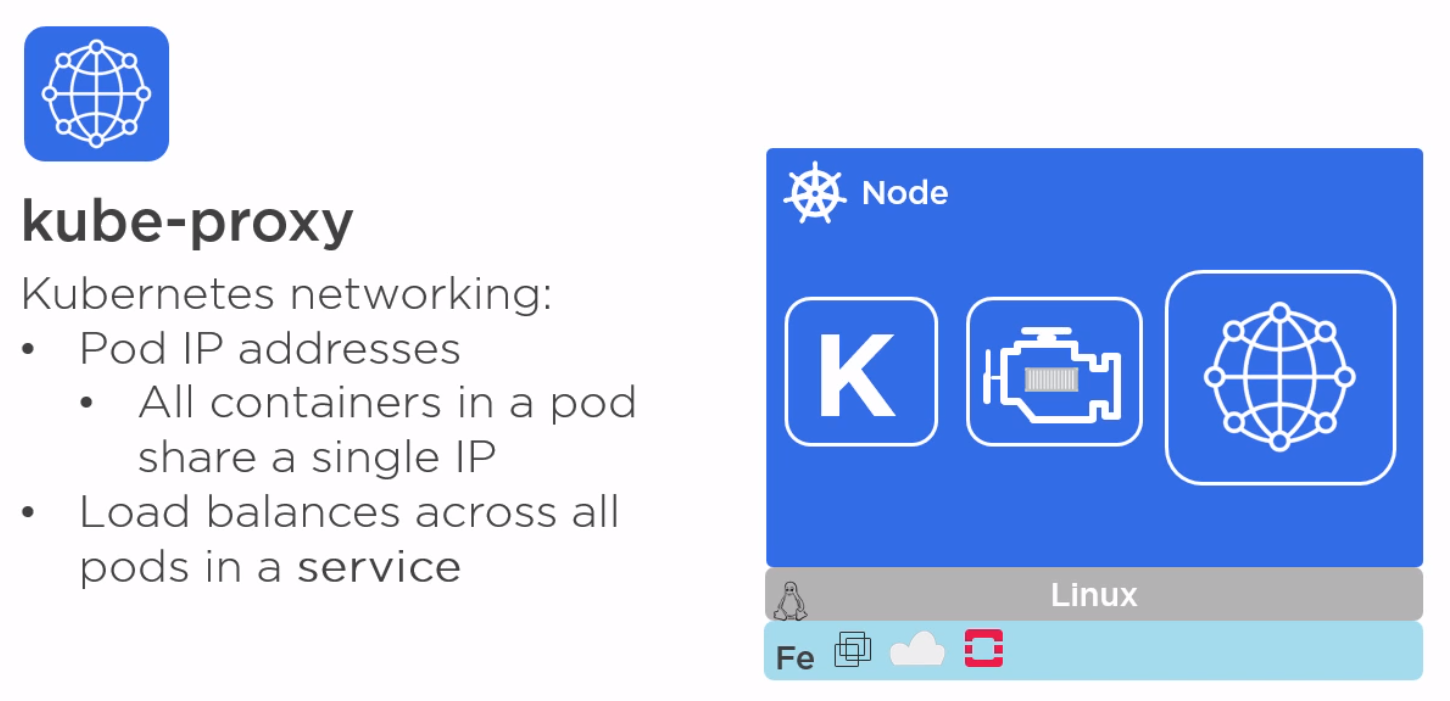 kube-proxy
Kubernetes networking:
• Pod IP addresses
• All containers in a pod
share a single IP
• Load balances across all
pods in a service
Node
K
Linux
Fe